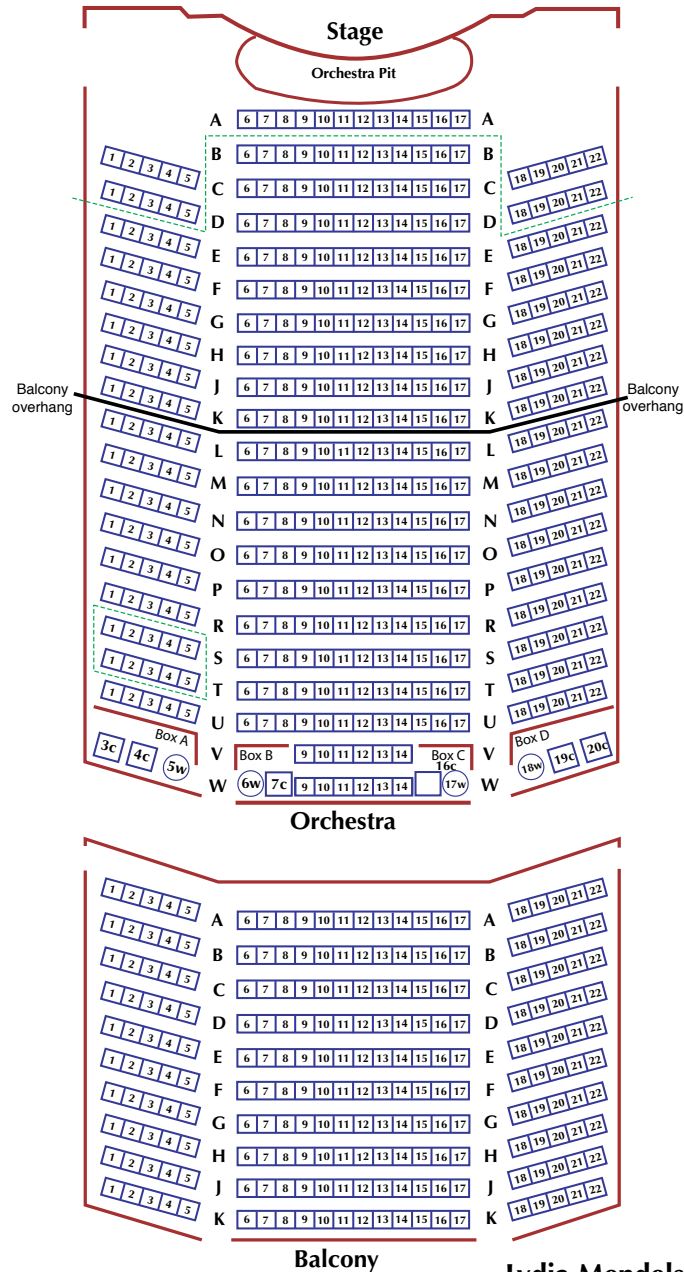 Stage
Orchestra Pit
A 6 7 8 9 10 11 12 13 14 15 16 17 A
B 6 7 8 9 10 11 12 13 14 15 16 17 B
1 2 3 4 5 C 6 7 8 9 10 11 12 13 14 15 16 17 C 18 19 20 21 22
1 2 3 4 5 D 6 7 8 9 10 11 12 13 14 15 16 17 D 18 19 20 21 22
1 2 3 4 5 E 6 7 8 9 10 11 12 13 14 15 16 17 E 18 19 20 21 22
1 2 3 4 5 F 6 7 8 9 10 11 12 13 14 15 16 17 F 18 19 20 21 22
1 2 3 4 5 G 6 7 8 9 10 11 12 13 14 15 16 17 G 18 19 20 21 22
1 2 3 4 5 H 6 7 8 9 10 11 12 13 14 15 16 17 H 18 19 20 21 22
1 2 3 4 5 J 6 7 8 9 10 11 12 13 14 15 16 17 J 18 19 20 21 22
1 2 3 4 5 K 6 7 8 9 10 11 12 13 14 15 16 17 K 18 19 20 21 22
Balcony
overhang
Balcony
overhang
1 2 3 4 5 L 6 7 8 9 10 11 12 13 14 15 16 17 L 18 19 20 21 22
1 2 3 4 5 M 6 7 8 9 10 11 12 13 14 15 16 17 M 18 19 20 21 22
1 2 3 4 5 N 6 7 8 9 10 11 12 13 14 15 16 17 N 18 19 20 21 22
1 2 3 4 5 O 6 7 8 9 10 11 12 13 14 15 16 17 O 18 19 20 21 22
1 2 3 4 5 P 6 7 8 9 10 11 12 13 14 15 16 17 P 18 19 20 21 22
1 2 3 4 5 R 6 7 8 9 10 11 12 13 14 15 16 17 R 18 19 20 21 22
1 2 3 4 5 S 6 7 8 9 10 11 12 13 14 15 16 17 S 18 19 20 21 22
1 2 3 4 5 T 6 7 8 9 10 11 12 13 14 15 16 17 T 18 19 20 21 22
1 2 3 4 5 U 6 7 8 9 10 11 12 13 14 15 16 17 U 18 19 20 21 22
Box A V Box B 9 10 11 12 13 14 Box C V Box D
3c 4c 5w W 6w 7c 9 10 11 12 13 14 16c 17w W 18w 19c 20c
Orchestra
1 2 3 4 5 A 6 7 8 9 10 11 12 13 14 15 16 17 A 18 19 20 21 22
1 2 3 4 5 B 6 7 8 9 10 11 12 13 14 15 16 17 B 18 19 20 21 22
1 2 3 4 5 C 6 7 8 9 10 11 12 13 14 15 16 17 C 18 19 20 21 22
1 2 3 4 5 D 6 7 8 9 10 11 12 13 14 15 16 17 D 18 19 20 21 22
1 2 3 4 5 E 6 7 8 9 10 11 12 13 14 15 16 17 E 18 19 20 21 22
1 2 3 4 5 F 6 7 8 9 10 11 12 13 14 15 16 17 F 18 19 20 21 22
1 2 3 4 5 G 6 7 8 9 10 11 12 13 14 15 16 17 G 18 19 20 21 22
1 2 3 4 5 H 6 7 8 9 10 11 12 13 14 15 16 17 H 18 19 20 21 22
1 2 3 4 5 J 6 7 8 9 10 11 12 13 14 15 16 17 J 18 19 20 21 22
1 2 3 4 5 K 6 7 8 9 10 11 12 13 14 15 16 17 K 18 19 20 21 22
Balcony
Lydia Mendels